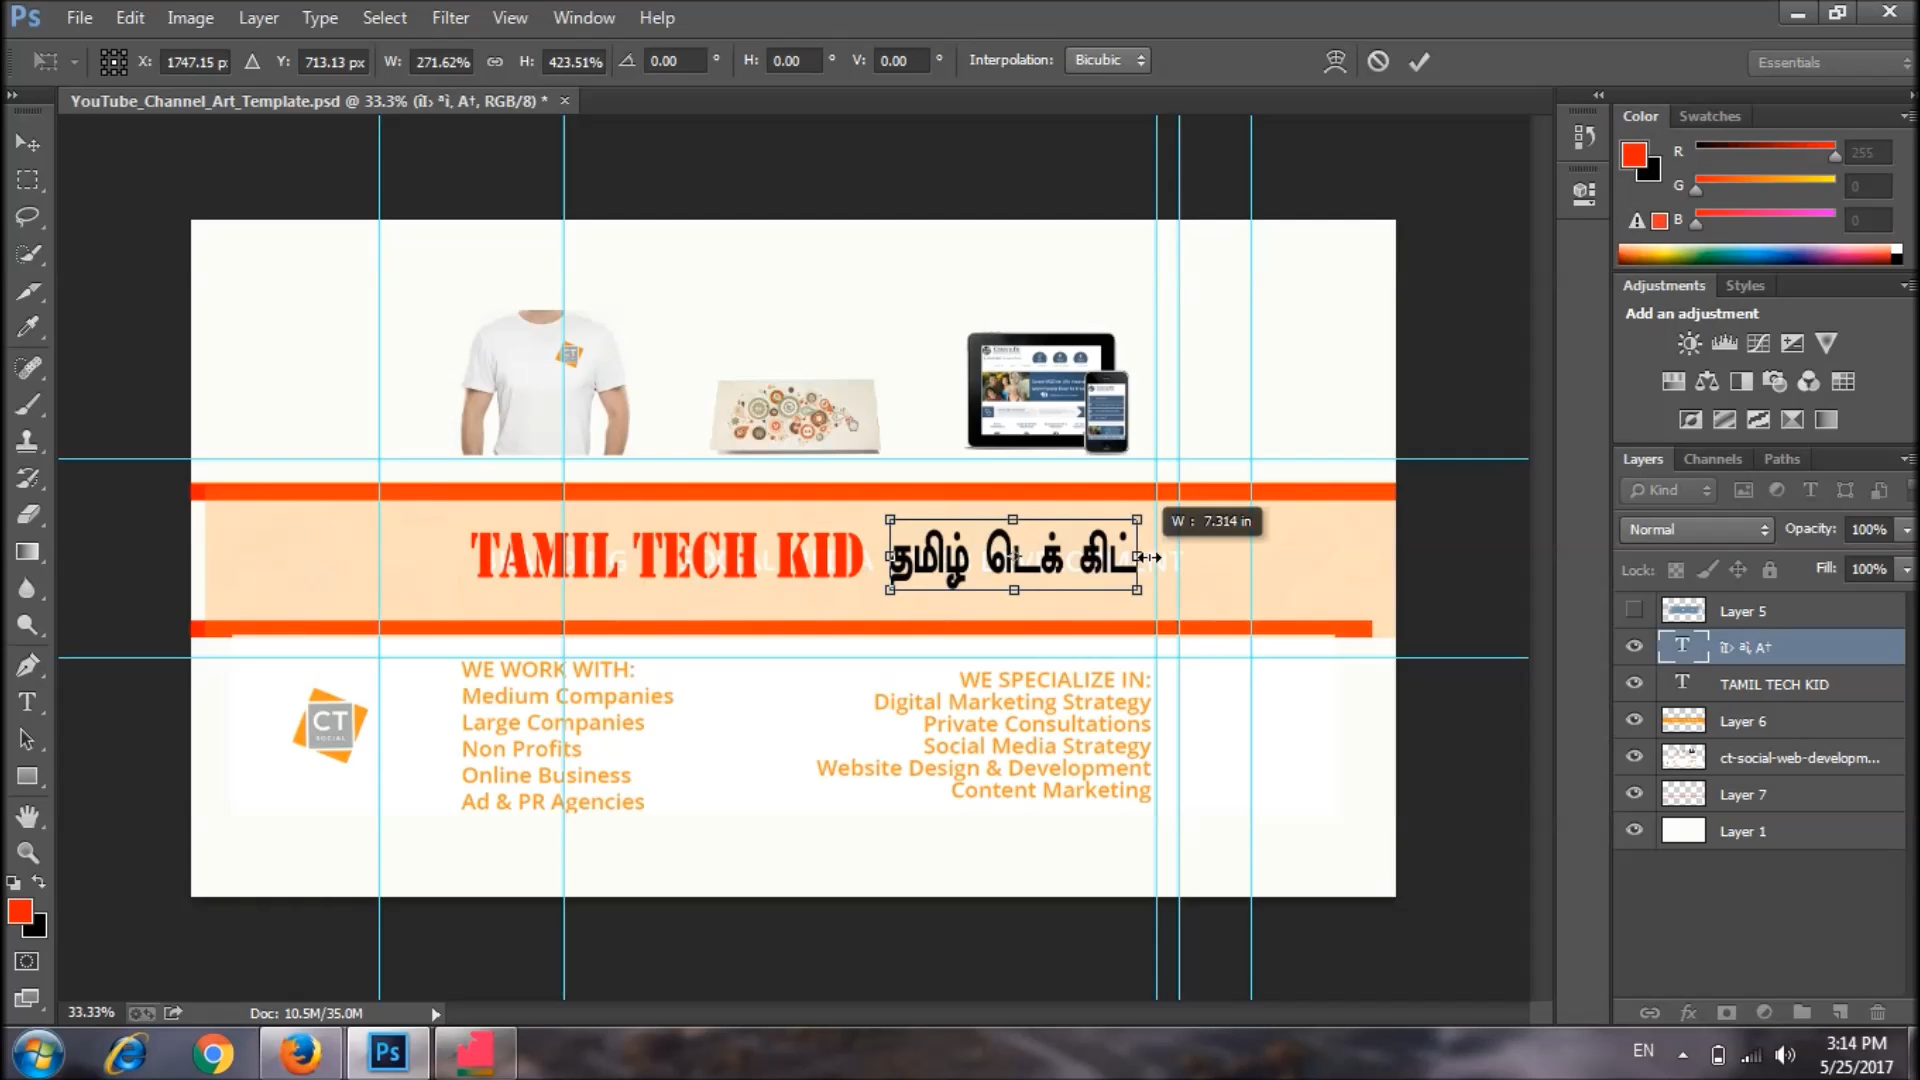 Ps File Edit Image Layer Type Select Filter View Window Help
X: 1747.15 p Y: 713.13 px W: 271.62% H: 423.51% 0.00 ° H: 0.00 ° V: 0.00 ° Interpolation: Bicubic Essentials
YouTube_Channel_Art_Template.psd @ 33.3% RGB/8) * ×
Color Swatches
R 255
G 0
B 0
Adjustments Styles
Add an adjustment
Layers Channels Paths
Kind
Normal Opacity: 100%
Lock: Fill: 100%
Layer 5
TAMIL TECH KID
Layer 6
ct-social-web-developm...
Layer 7
Layer 1
CT
TAMIL TECH KID தமிழ் டெக் கிட்
W : 7.314 in
WE WORK WITH:
Medium Companies
Large Companies
Non Profits
Online Business
Ad & PR Agencies
CT
SOCIAL
WE SPECIALIZE IN:
Digital Marketing Strategy
Private Consultations
Social Media Strategy
Website Design & Development
Content Marketing
33.33% Doc: 10.5M/35.0M
Ps
EN
3:14 PM
5/25/2017